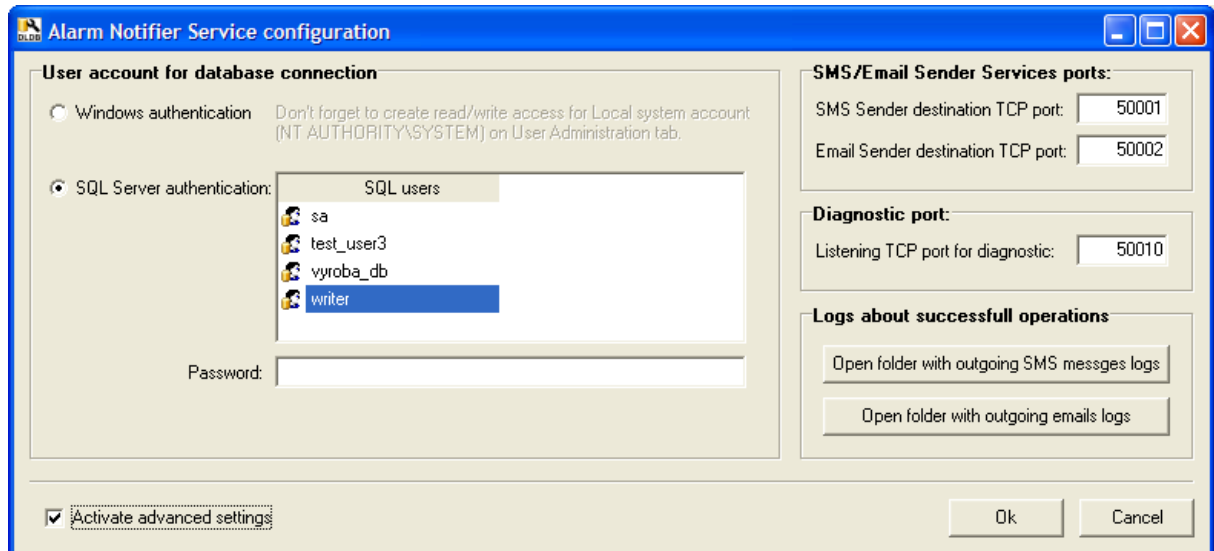 Alarm Notifier Service configuration
User account for database connection
Windows authentication
Don't forget to create read/write access for Local system account
(NT AUTHORITY\SYSTEM) on User Administration tab.
SQL Server authentication:
SQL users
sa
test_user3
vyroba_db
writer
Password:
SMS/Email Sender Services ports:
SMS Sender destination TCP port: 50001
Email Sender destination TCP port: 50002
Diagnostic port:
Listening TCP port for diagnostic: 50010
Logs about successfull operations
Open folder with outgoing SMS messges logs
Open folder with outgoing emails logs
Activate advanced settings
Ok
Cancel